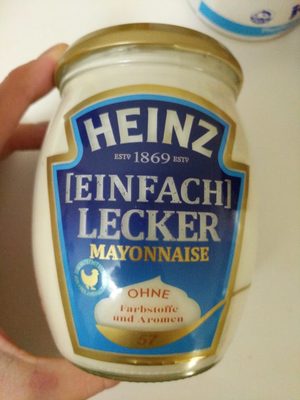 HEINZ
ESTD 1869 ESTD
[EINFACH]
LECKER
MAYONNAISE
OHNE
Farbstoffe
und Aromen
57